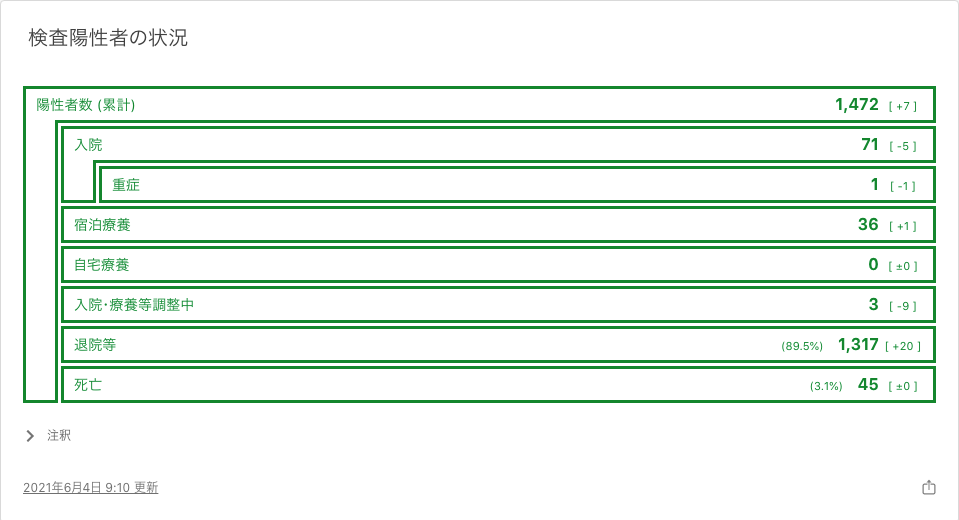 検査陽性者の状況
陽性者数 (累計) 1,472 [ +7 ]
入院 71 [ -5 ]
重症 1 [ -1 ]
宿泊療養 36 [ +1 ]
自宅療養 0 [ ±0 ]
入院･療養等調整中 3 [ -9 ]
退院等 (89.5%) 1,317 [ +20 ]
死亡 (3.1%) 45 [ ±0 ]
注釈
2021年6月4日 9:10 更新